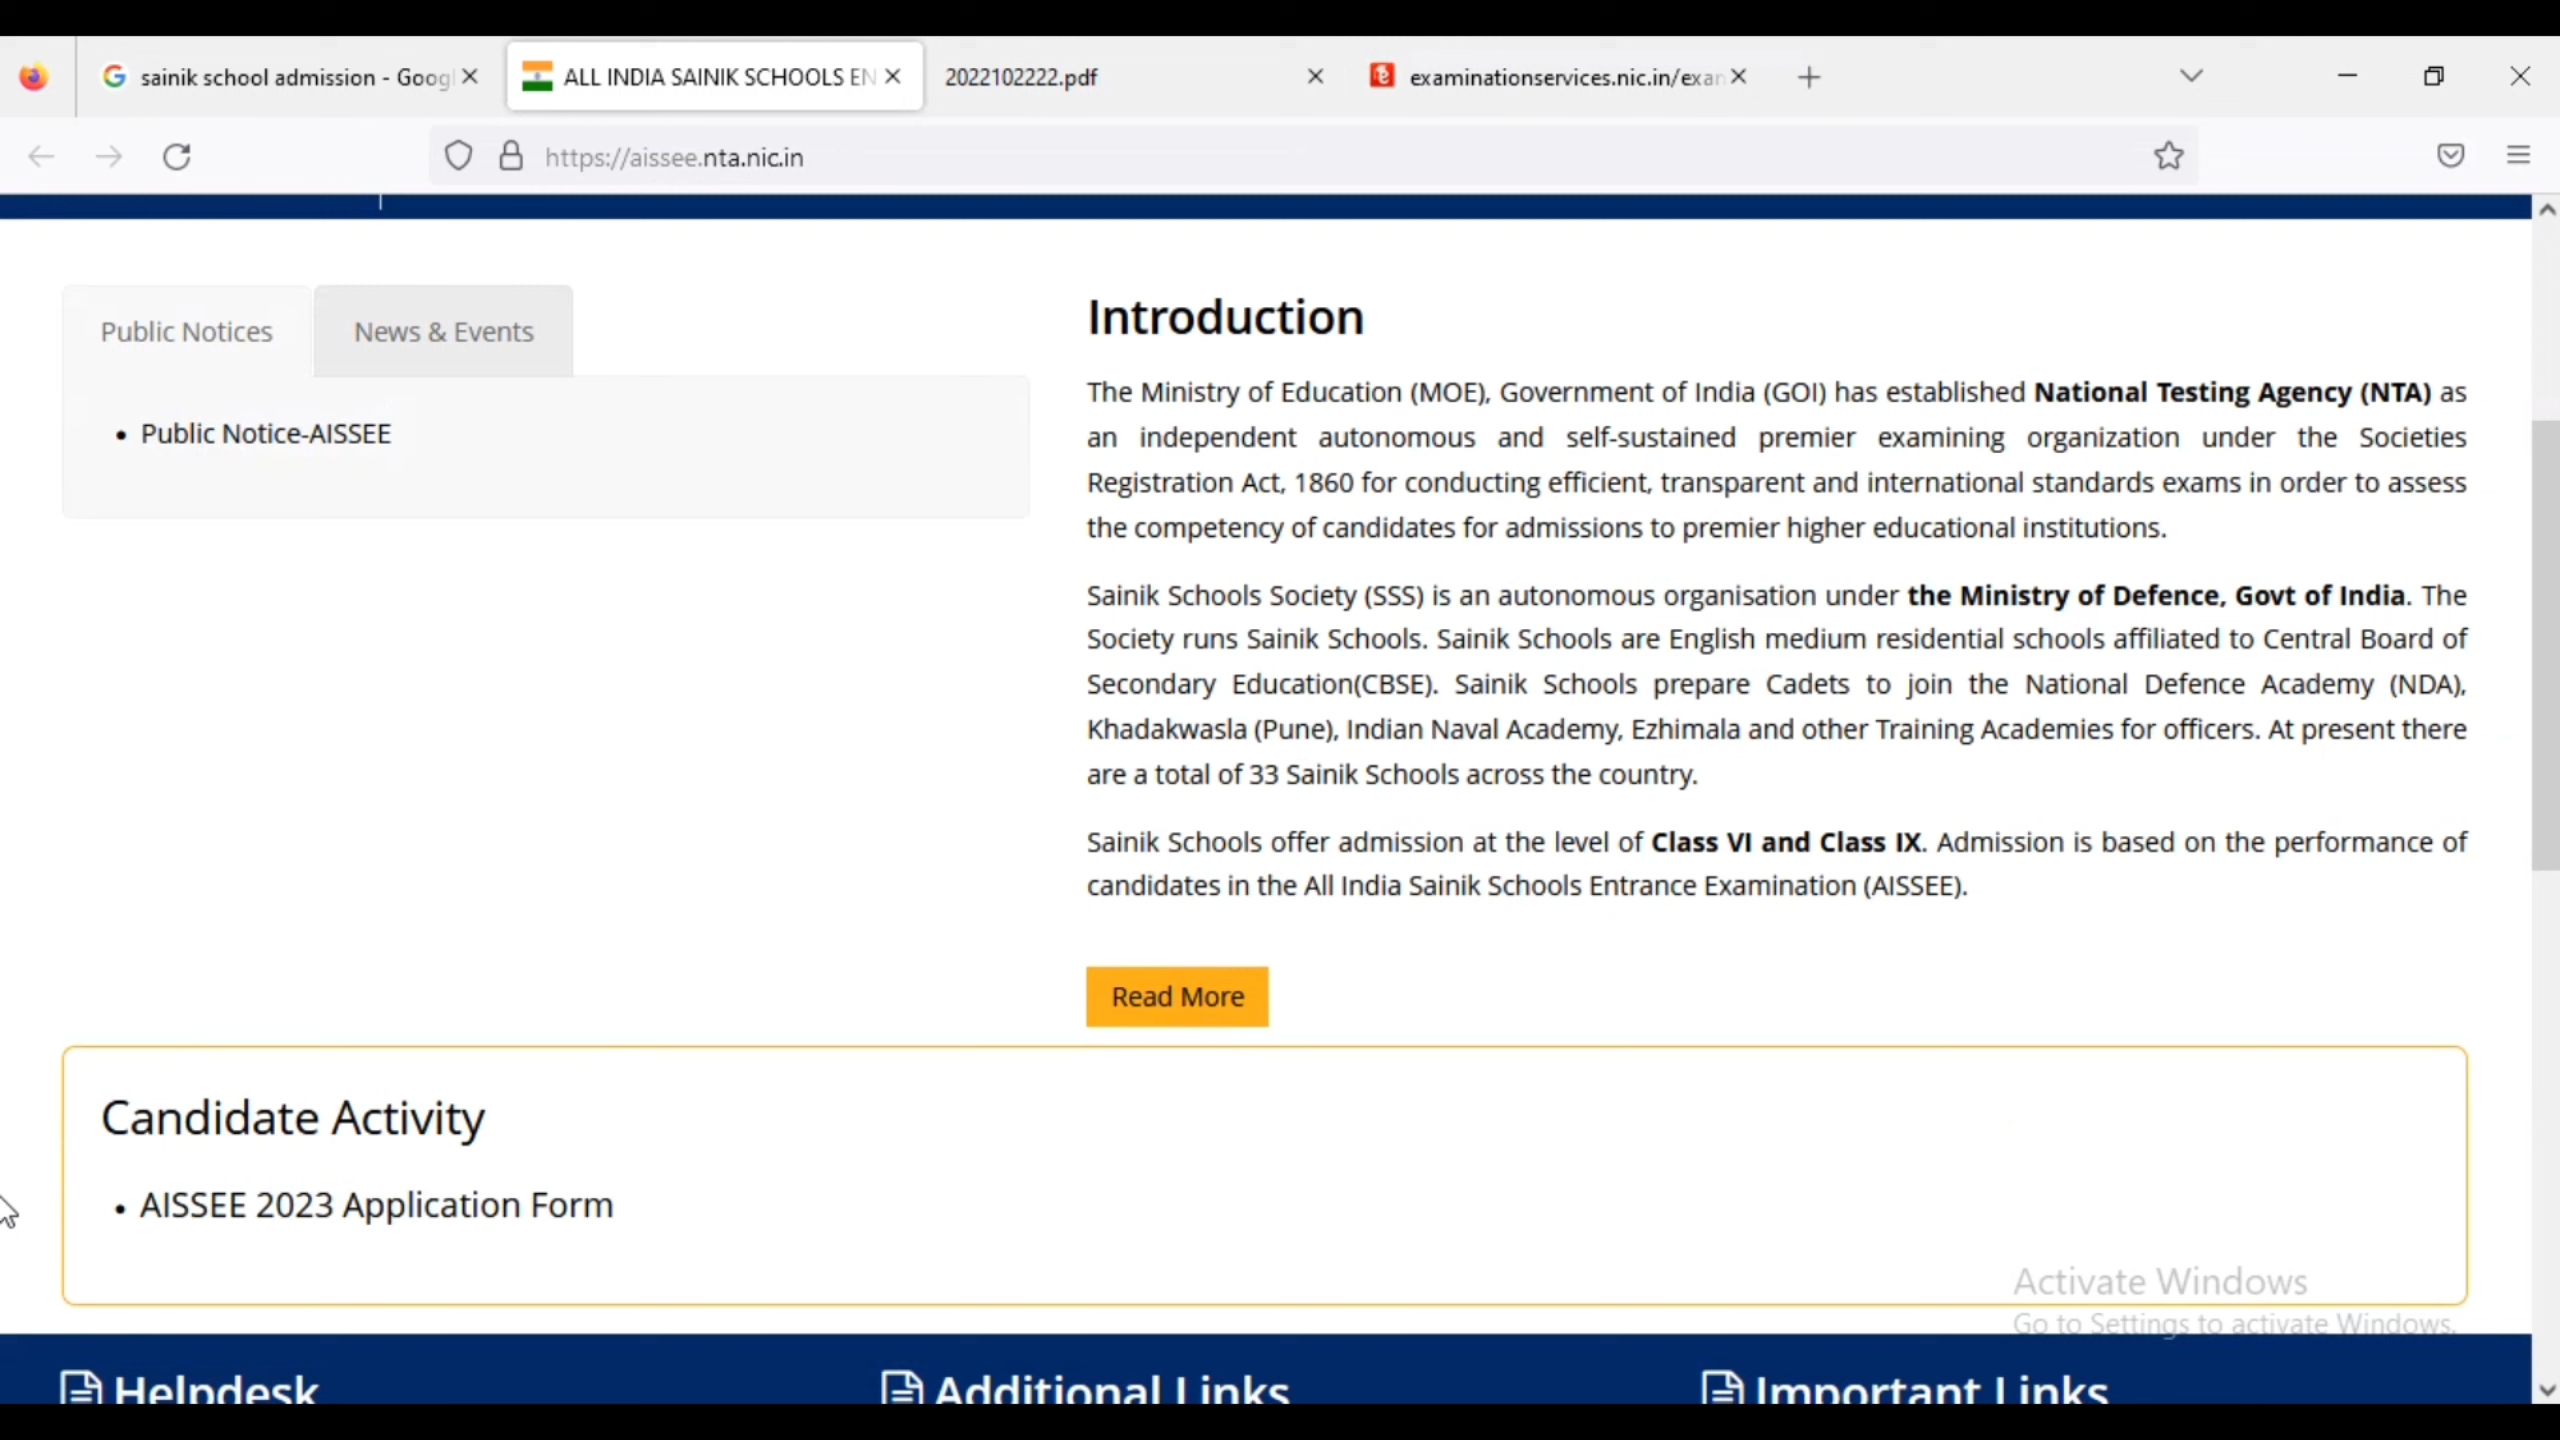 sainik school admission - Googl
ALL INDIA SAINIK SCHOOLS EN
2022102222.pdf
examinationservices.nic.in/exan
https://aissee.nta.nic.in
Public Notices
News & Events
• Public Notice-AISSEE
Introduction
The Ministry of Education (MOE), Government of India (GOI) has established National Testing Agency (NTA) as
an independent autonomous and self-sustained premier examining organization under the Societies
Registration Act, 1860 for conducting efficient, transparent and international standards exams in order to assess
the competency of candidates for admissions to premier higher educational institutions.
Sainik Schools Society (SSS) is an autonomous organisation under the Ministry of Defence, Govt of India. The
Society runs Sainik Schools. Sainik Schools are English medium residential schools affiliated to Central Board of
Secondary Education(CBSE). Sainik Schools prepare Cadets to join the National Defence Academy (NDA),
Khadakwasla (Pune), Indian Naval Academy, Ezhimala and other Training Academies for officers. At present there
are a total of 33 Sainik Schools across the country.
Sainik Schools offer admission at the level of Class VI and Class IX. Admission is based on the performance of
candidates in the All India Sainik Schools Entrance Examination (AISSEE).
Read More
Candidate Activity
• AISSEE 2023 Application Form
Activate Windows
Go to Settings to activate Windows.
Helpdesk
Additional Links
Important Links